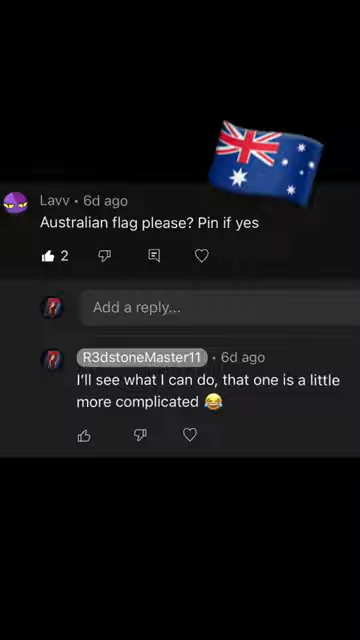 Lavv • 6d ago
Australian flag please? Pin if yes
2
Add a reply...
R3dstoneMaster11 • 6d ago
I'll see what I can do, that one is a little
more complicated 😂